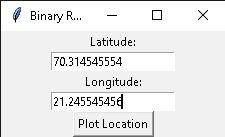 Binary R...
Latitude:
70.314545554
Longitude:
21.245545456
Plot Location